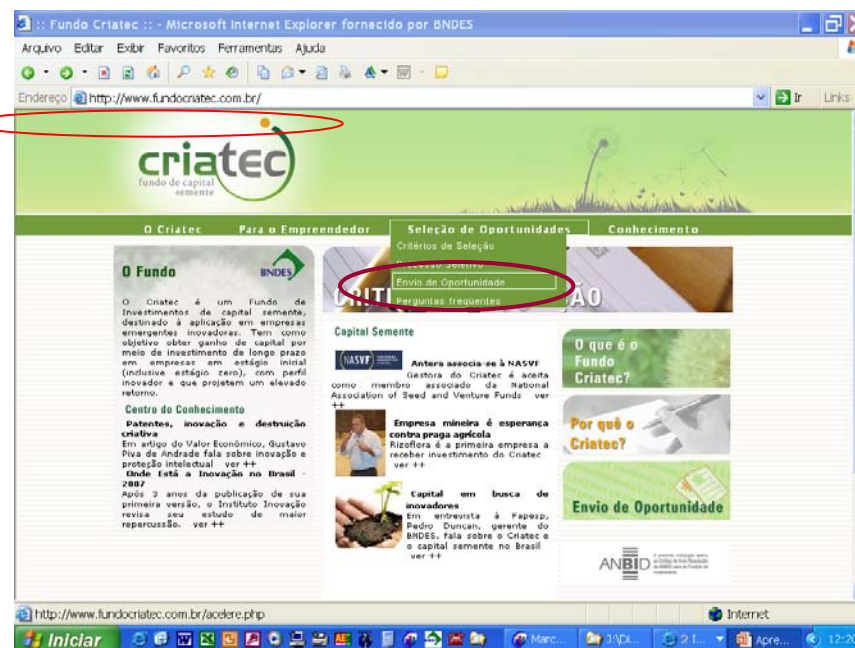 :: Fundo Criatec :: - Microsoft Internet Explorer fornecido por BNDES
Arquivo Editar Exibir Favoritos Ferramentas Ajuda
Endereço http://www.fundocriatec.com.br/ Ir Links
criatec
fundo de capital
semente
O Criatec Para o Empreendedor Seleção de Oportunidades Conhecimento
Critérios de Seleção
Processo Seletivo
Envio de Oportunidade
Perguntas freqüentes
O Fundo BNDES
O Criatec é um Fundo de
Investimentos de capital semente,
destinado à aplicação em empresas
emergentes inovadoras. Tem como
objetivo obter ganho de capital por
meio de investimento de longo prazo
em empresas em estágio inicial
(inclusive estágio zero), com perfil
inovador e que projetem um elevado
retorno.
Centro do Conhecimento
Patentes, inovação e destruição
criativa
Em artigo do Valor Econômico, Gustavo
Piva de Andrade fala sobre inovação e
proteção intelectual ver ++
Onde Está a Inovação no Brasil -
2007
Após 3 anos da publicação de sua
primeira versão, o Instituto Inovação
revisa seu estudo de maior
repercussão. ver ++
Capital Semente
NASVF
Antera associa-se à NASVF
Gestora do Criatec é aceita
como membro associado da National
Association of Seed and Venture Funds ver
++
Empresa mineira é esperança
contra praga agrícola
Rizoflora é a primeira empresa a
receber investimento do Criatec
ver ++
Capital em busca de
inovadores
Em entrevista à Fapesp,
Pedro Duncan, gerente do
BNDES, fala sobre o Criatec e
o capital semente no Brasil
ver ++
O que é o
Fundo
Criatec?
Por quê o
Criatec?
Envio de Oportunidade
ANBID
http://www.fundocriatec.com.br/acelere.php Internet
Iniciar Marc... J:\Di... 2 I... Apre... 12:20